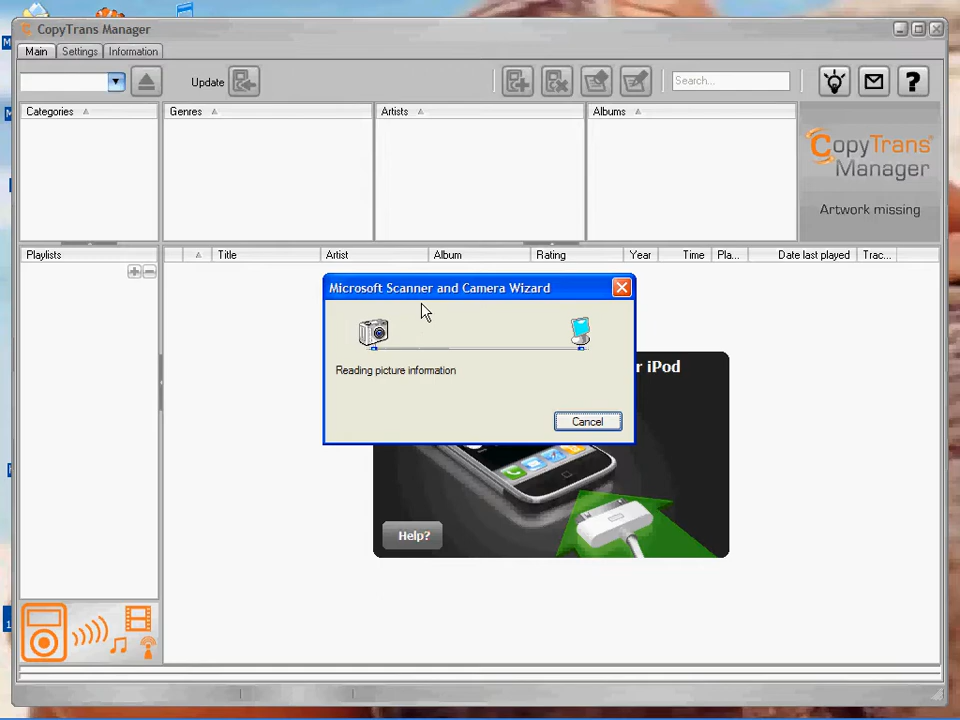 CopyTrans Manager
Main Settings Information
Update
Search...
?
Categories Genres Artists Albums
CopyTrans
Manager
Artwork missing
Playlists Title Artist Album Rating Year Time Pla... Date last played Trac...
Microsoft Scanner and Camera Wizard
Reading picture information
Cancel
r iPod
Help?